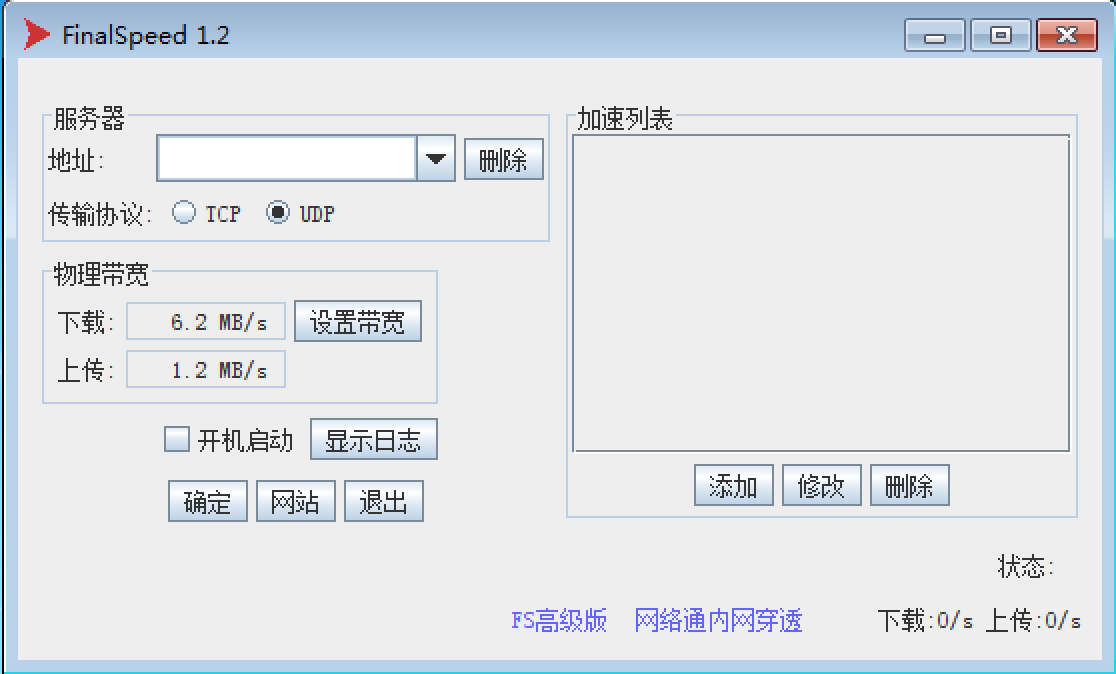 FinalSpeed 1.2
服务器
地址:
删除
传输协议: TCP UDP
物理带宽
下载: 6.2 MB/s 设置带宽
上传: 1.2 MB/s
开机启动 显示日志
确定 网站 退出
加速列表
添加 修改 删除
状态:
FS高级版 网络通内网穿透 下载:0/s 上传:0/s